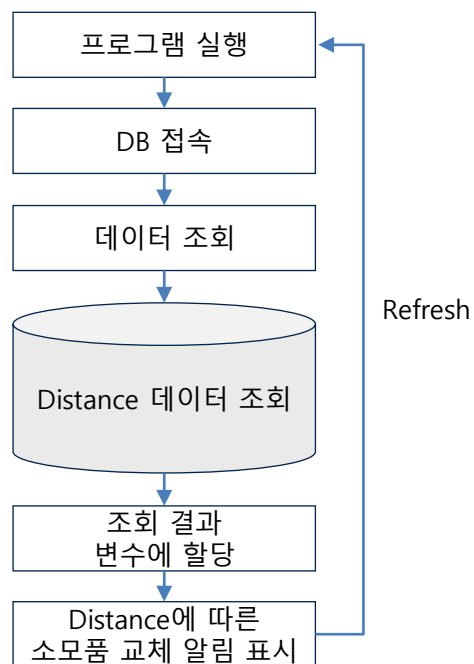 프로그램 실행
DB 접속
데이터 조회
Distance 데이터 조회
Refresh
조회 결과
변수에 할당
Distance에 따른
소모품 교체 알림 표시